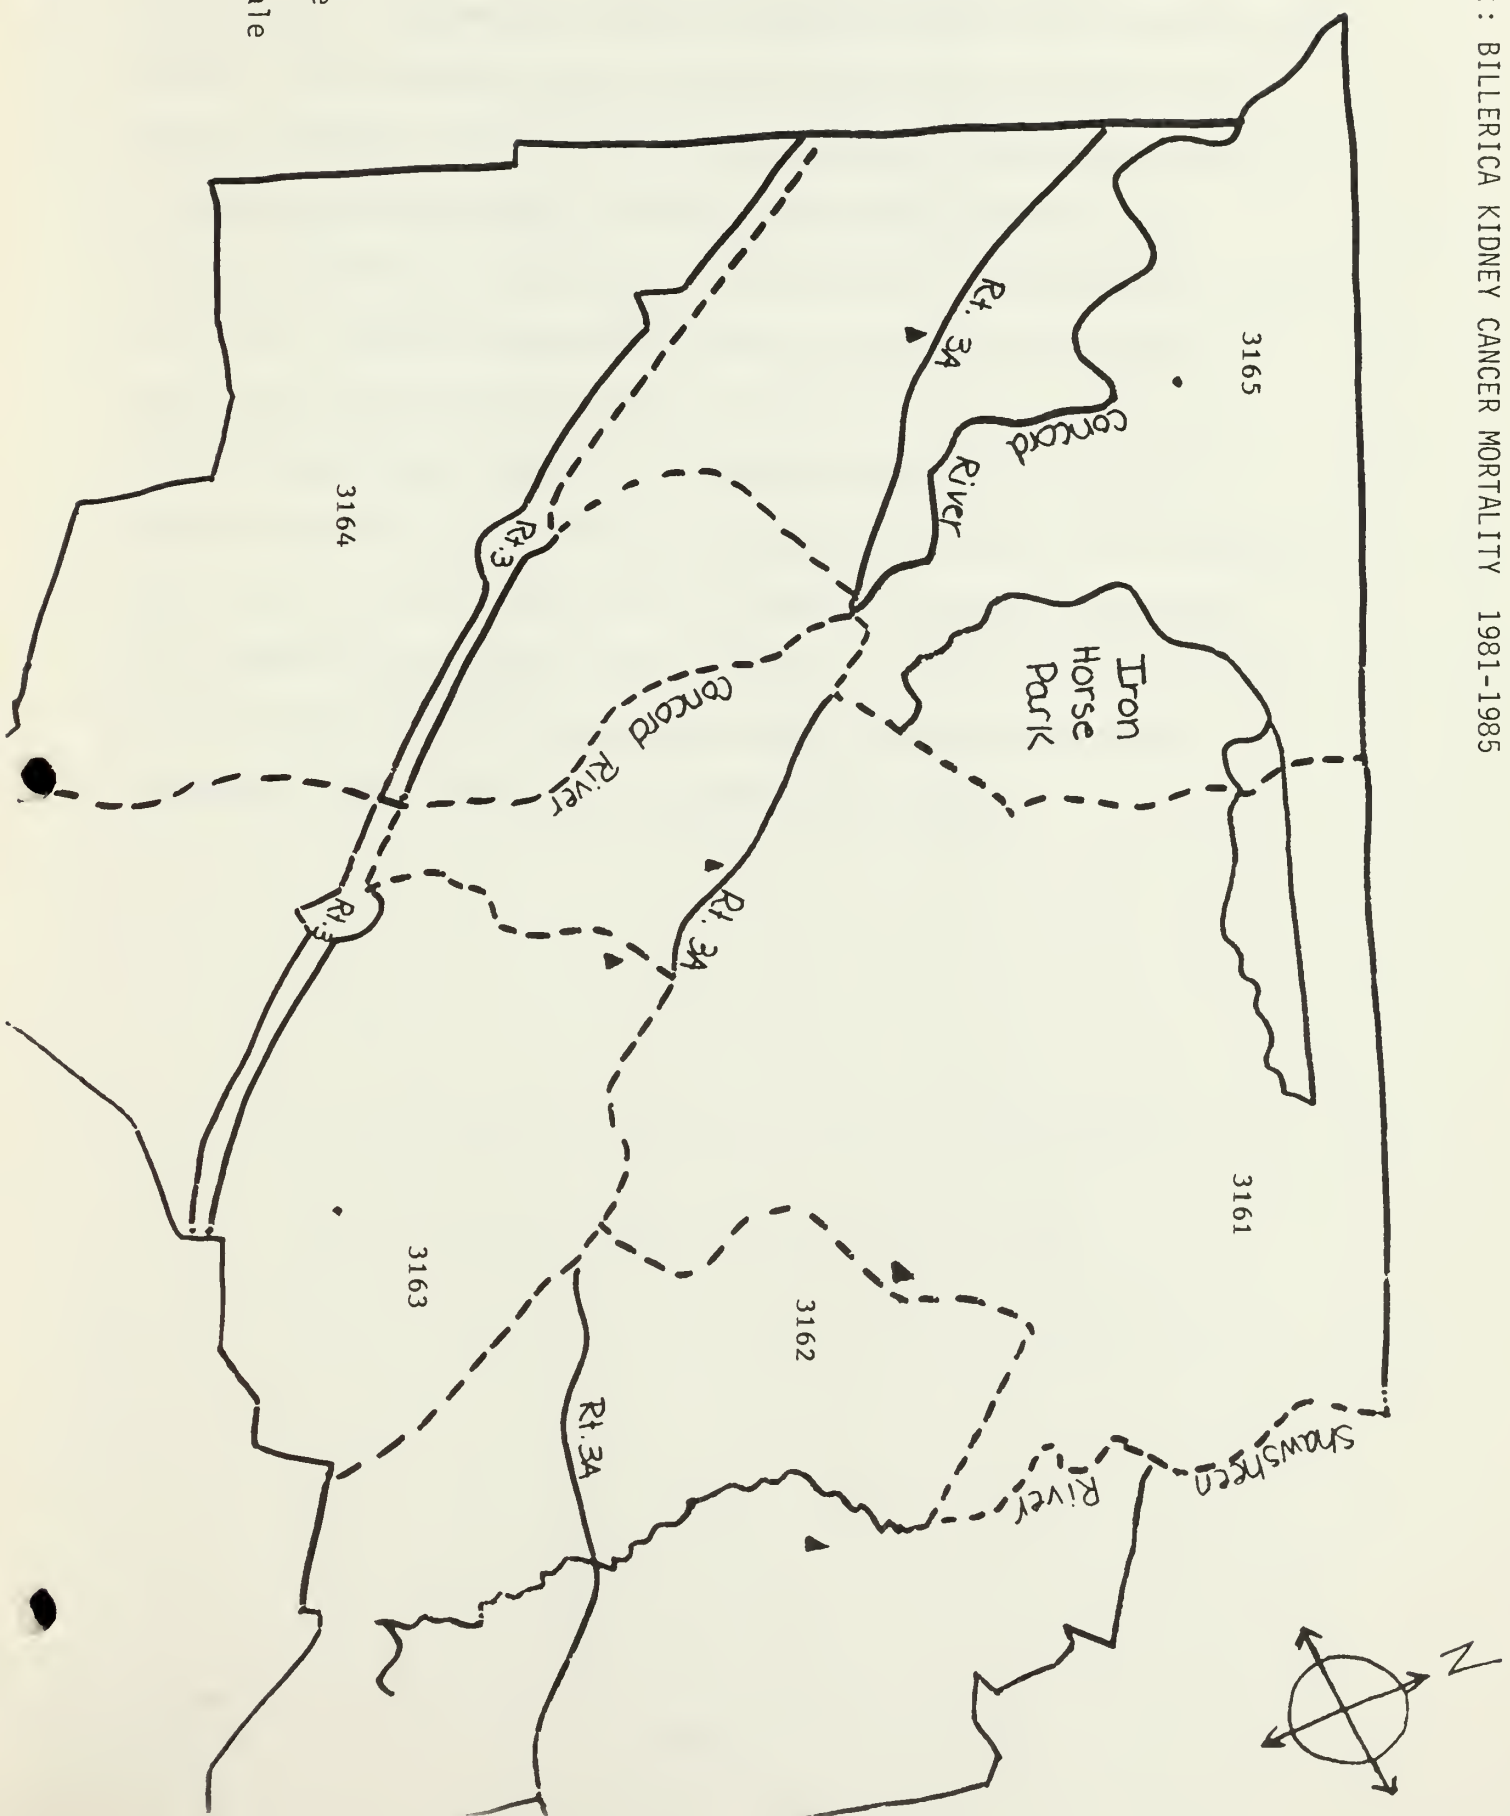 : BILLERICA KIDNEY CANCER MORTALITY 1981-1985
3165
Rt. 3A
Concord
River
Iron
Horse
Park
3164
Rt.3
Concord River
Rt. 3A
Rt.3
3161
3163
3162
Rt.3A
Shawsheen
River
N